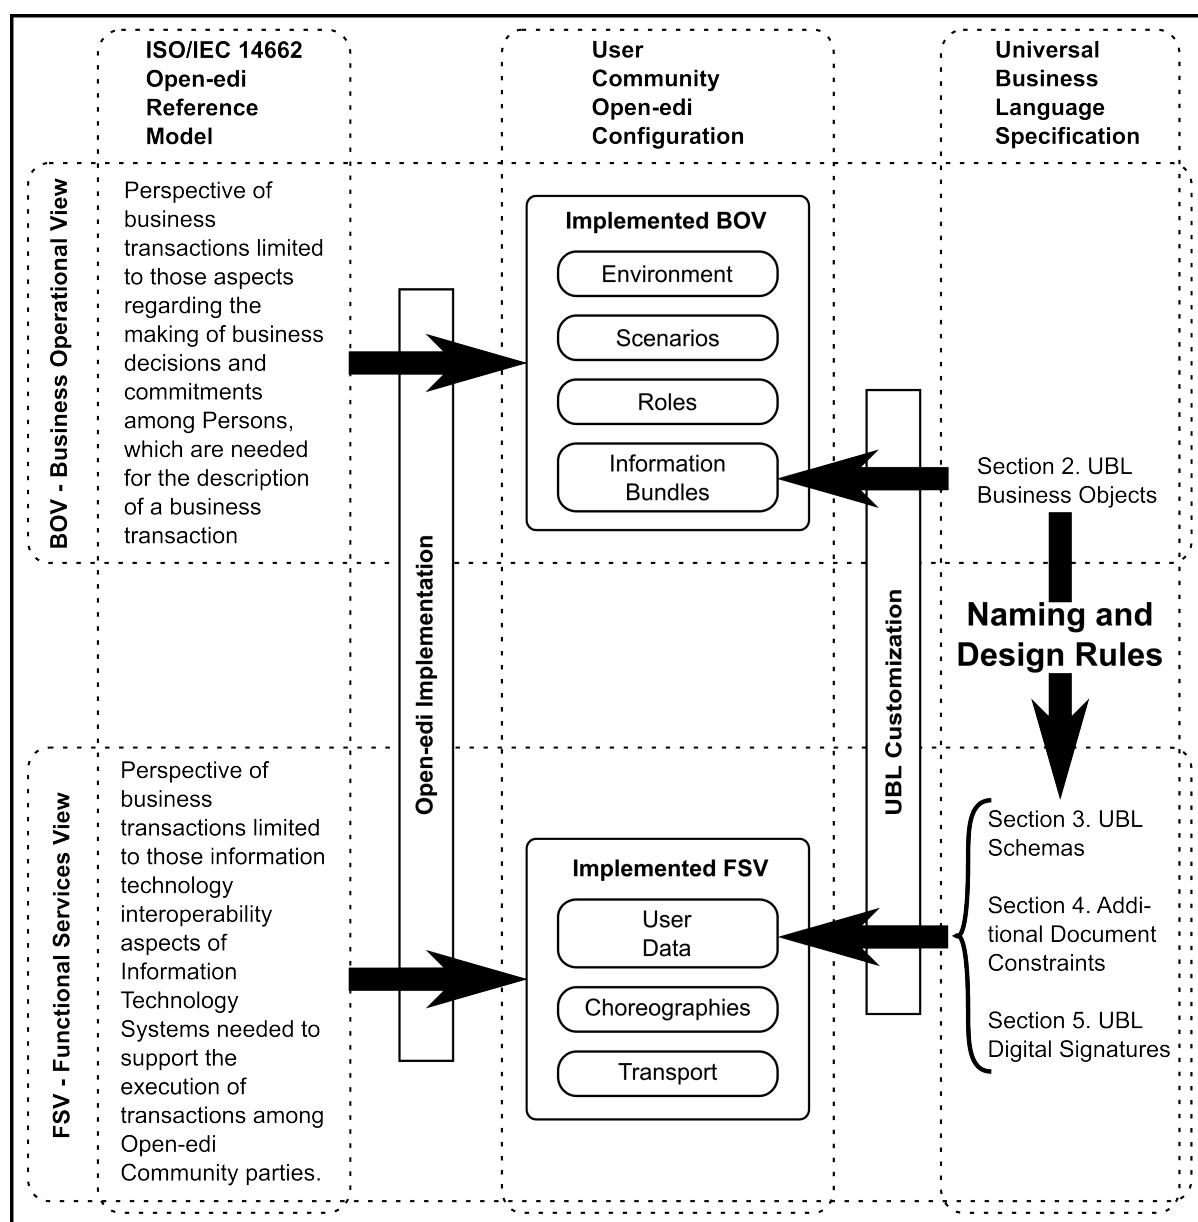 ISO/IEC 14662
Open-edi
Reference
Model
User
Community
Open-edi
Configuration
Universal
Business
Language
Specification
BOV - Business Operational View
Perspective of
business
transactions limited
to those aspects
regarding the
making of business
decisions and
commitments
among Persons,
which are needed
for the description
of a business
transaction
Implemented BOV
Environment
Scenarios
Roles
Information
Bundles
Section 2. UBL
Business Objects
Open-edi Implementation
UBL Customization
Naming and
Design Rules
FSV - Functional Services View
Perspective of
business
transactions limited
to those information
technology
interoperability
aspects of
Information
Technology
Systems needed to
support the
execution of
transactions among
Open-edi
Community parties.
Implemented FSV
User
Data
Choreographies
Transport
Section 3. UBL
Schemas
Section 4. Addi-
tional Document
Constraints
Section 5. UBL
Digital Signatures